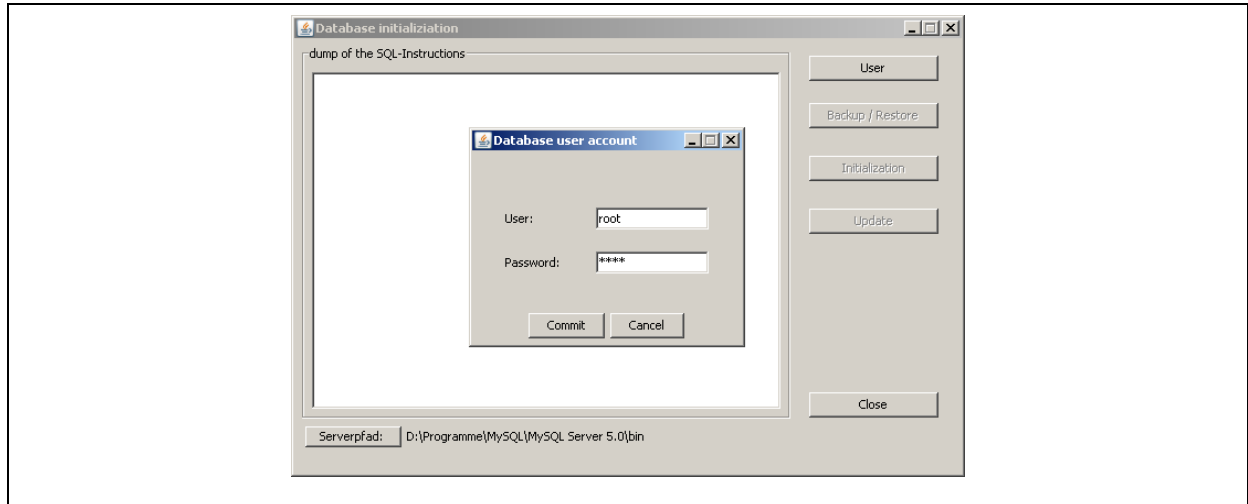 Database initializiation
dump of the SQL-Instructions
User
Backup / Restore
Initialization
Update
Close
Database user account
User: root
Password: ****
Commit Cancel
Serverpfad: D:\Programme\MySQL\MySQL Server 5.0\bin